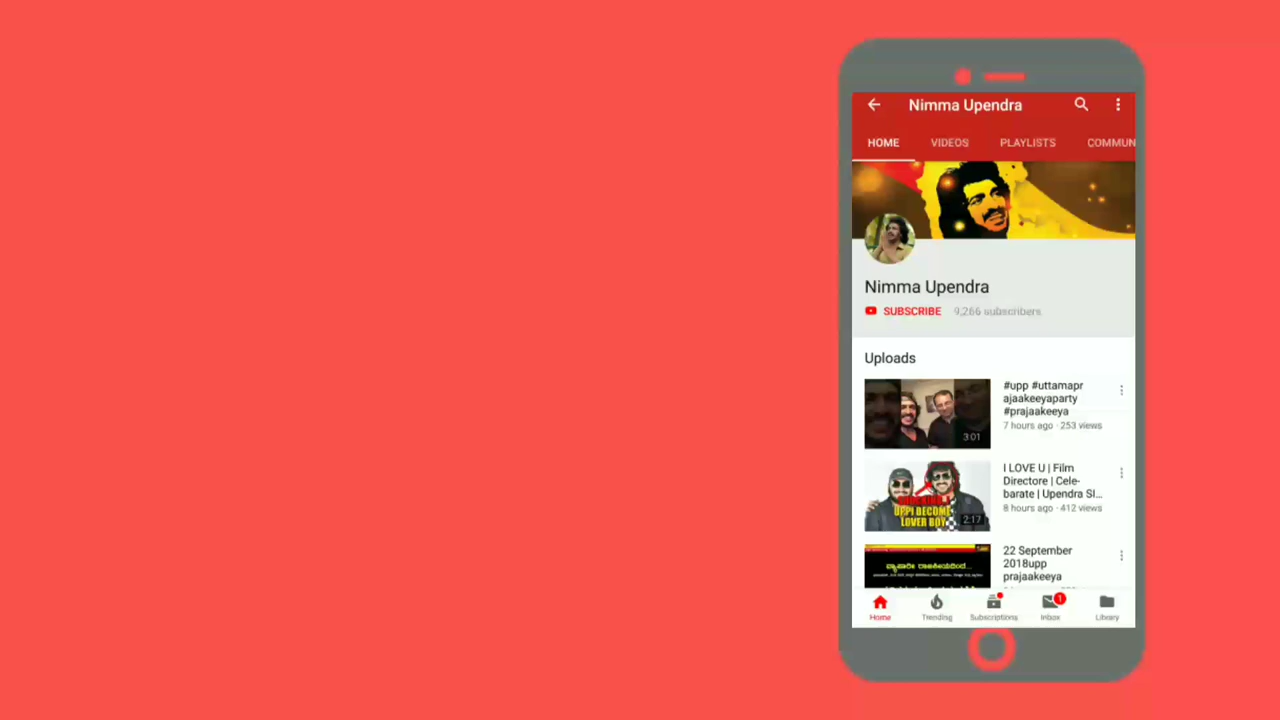 Nimma Upendra
HOME VIDEOS PLAYLISTS COMMUN
Nimma Upendra
SUBSCRIBE 9,266 subscribers
Uploads
#upp #uttamapr
ajaakeeyaparty
#prajaakeeya
7 hours ago · 253 views
3:01
I LOVE U | Film
Directore | Cele-
barate | Upendra SI...
8 hours ago · 412 views
UPPI BECOME
LOVER BOY
2:17
22 September
2018upp
prajaakeeya
Home Trending Subscriptions Inbox Library
1